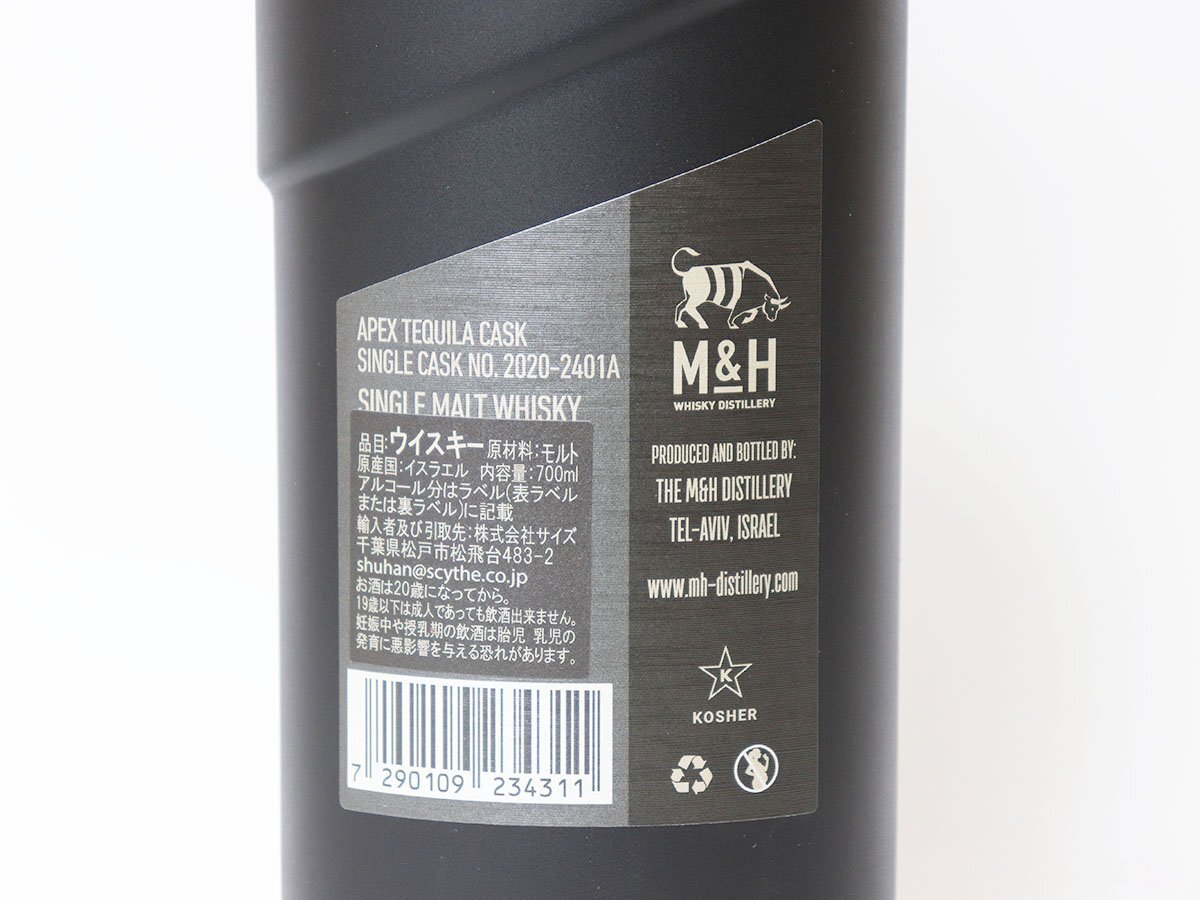 APEX TEQUILA CASK
SINGLE CASK NO. 2020-2401A
SINGLE MALT WHISKY
品目:ウイスキー 原材料:モルト
原産国:イスラエル 内容量:700ml
アルコール分はラベル(表ラベル
または裏ラベル)に記載
輸入者及び引取先:株式会社サイズ
千葉県松戸市松飛台483-2
shuhan@scythe.co.jp
お酒は20歳になってから。
19歳以下は成人であっても飲酒出来ません。
妊娠中や授乳期の飲酒は胎児 乳児の
発育に悪影響を与える恐れがあります。
7 290109 234311
M&H
WHISKY DISTILLERY
PRODUCED AND BOTTLED BY:
THE M&H DISTILLERY
TEL-AVIV, ISRAEL
www.mh-distillery.com
K
KOSHER